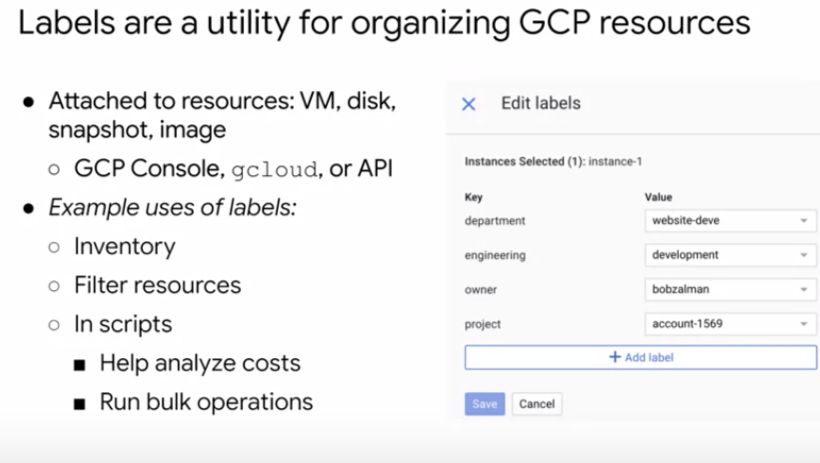 Labels are a utility for organizing GCP resources
● Attached to resources: VM, disk,
snapshot, image
○ GCP Console, gcloud, or API
● Example uses of labels:
○ Inventory
○ Filter resources
○ In scripts
■ Help analyze costs
■ Run bulk operations
Edit labels
Instances Selected (1): instance-1
Key Value
department website-deve
engineering development
owner bobzalman
project account-1569
+ Add label
Save Cancel